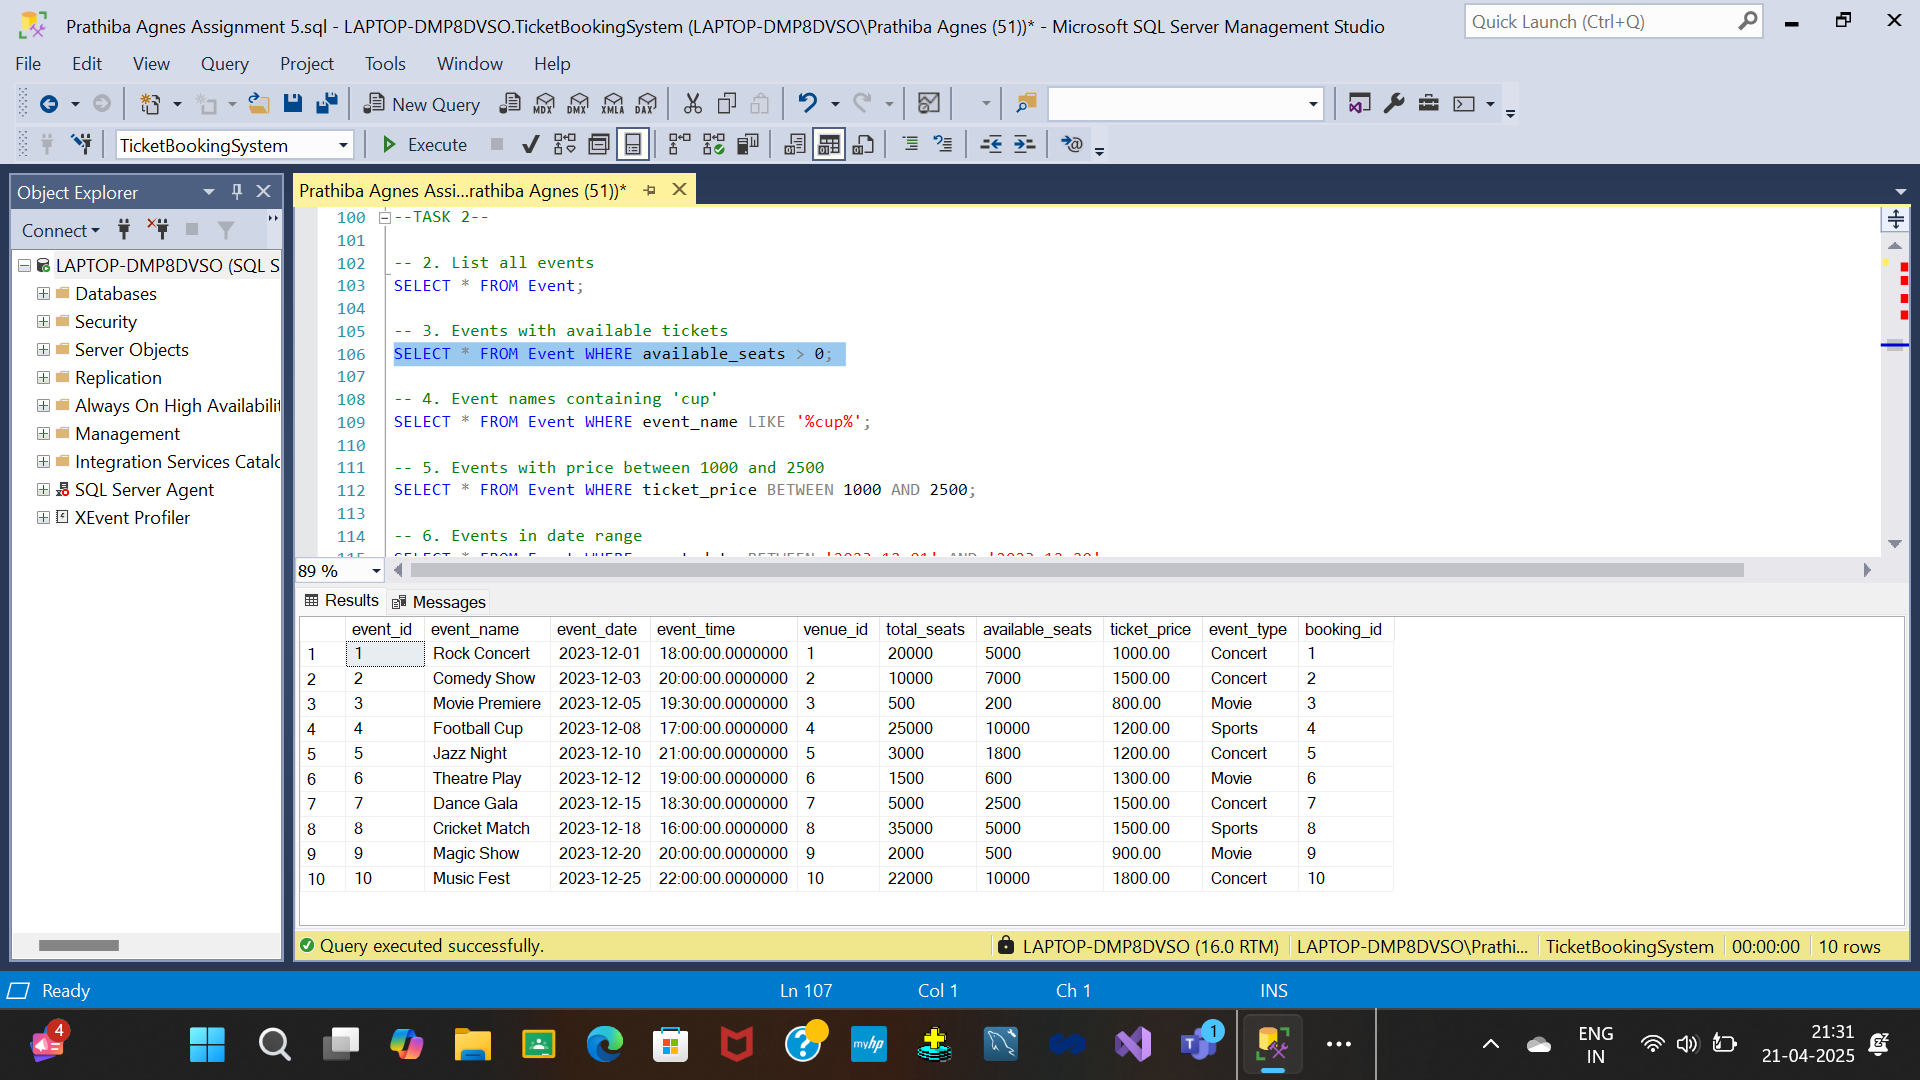 Prathiba Agnes Assignment 5.sql - LAPTOP-DMP8DVSO.TicketBookingSystem (LAPTOP-DMP8DVSO\Prathiba Agnes (51))* - Microsoft SQL Server Management Studio
Quick Launch (Ctrl+Q)
File Edit View Query Project Tools Window Help
New Query MDX DMX XMLA DAX
TicketBookingSystem Execute
Object Explorer
Connect
LAPTOP-DMP8DVSO (SQL S
Databases
Security
Server Objects
Replication
Always On High Availabilit
Management
Integration Services Catalo
SQL Server Agent
XEvent Profiler
Prathiba Agnes Assi...rathiba Agnes (51))*
100 --TASK 2--
101
102 -- 2. List all events
103 SELECT * FROM Event;
104
105 -- 3. Events with available tickets
106 SELECT * FROM Event WHERE available_seats > 0;
107
108 -- 4. Event names containing 'cup'
109 SELECT * FROM Event WHERE event_name LIKE '%cup%';
110
111 -- 5. Events with price between 1000 and 2500
112 SELECT * FROM Event WHERE ticket_price BETWEEN 1000 AND 2500;
113
114 -- 6. Events in date range
89 %
Results Messages
event_id event_name event_date event_time venue_id total_seats available_seats ticket_price event_type booking_id
1 1 Rock Concert 2023-12-01 18:00:00.0000000 1 20000 5000 1000.00 Concert 1
2 2 Comedy Show 2023-12-03 20:00:00.0000000 2 10000 7000 1500.00 Concert 2
3 3 Movie Premiere 2023-12-05 19:30:00.0000000 3 500 200 800.00 Movie 3
4 4 Football Cup 2023-12-08 17:00:00.0000000 4 25000 10000 1200.00 Sports 4
5 5 Jazz Night 2023-12-10 21:00:00.0000000 5 3000 1800 1200.00 Concert 5
6 6 Theatre Play 2023-12-12 19:00:00.0000000 6 1500 600 1300.00 Movie 6
7 7 Dance Gala 2023-12-15 18:30:00.0000000 7 5000 2500 1500.00 Concert 7
8 8 Cricket Match 2023-12-18 16:00:00.0000000 8 35000 5000 1500.00 Sports 8
9 9 Magic Show 2023-12-20 20:00:00.0000000 9 2000 500 900.00 Movie 9
10 10 Music Fest 2023-12-25 22:00:00.0000000 10 22000 10000 1800.00 Concert 10
Query executed successfully. LAPTOP-DMP8DVSO (16.0 RTM) LAPTOP-DMP8DVSO\Prathi... TicketBookingSystem 00:00:00 10 rows
Ready Ln 107 Col 1 Ch 1 INS
4
myhp
1
ENG
IN
21:31
21-04-2025